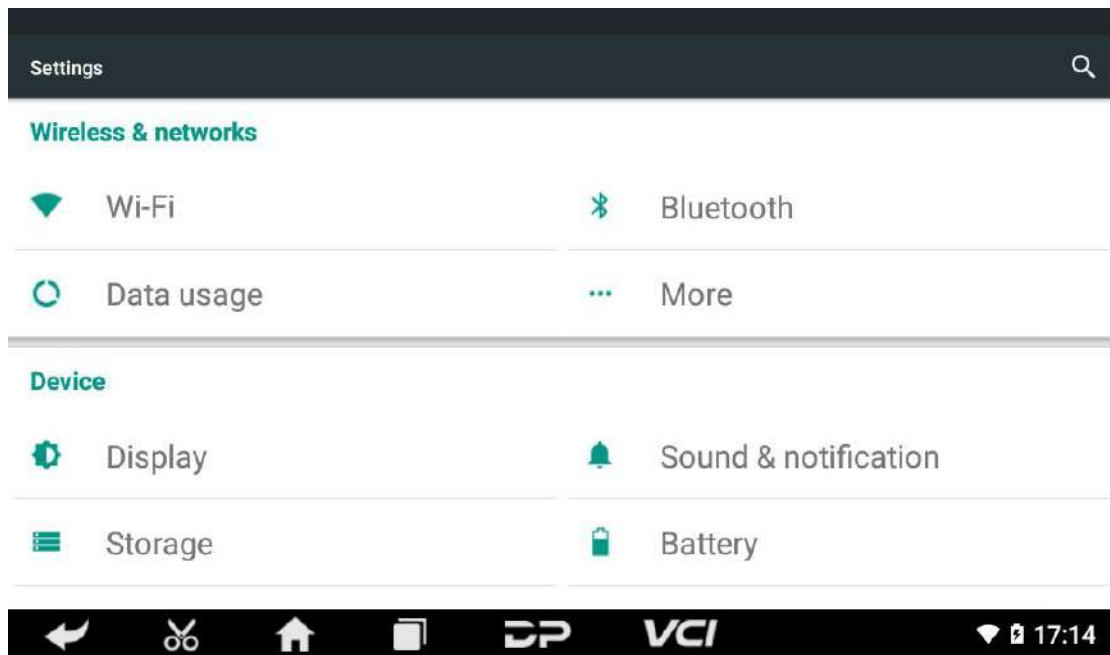 Settings
Wireless & networks
Wi-Fi
Bluetooth
Data usage
More
Device
Display
Sound & notification
Storage
Battery
DP VCI 17:14